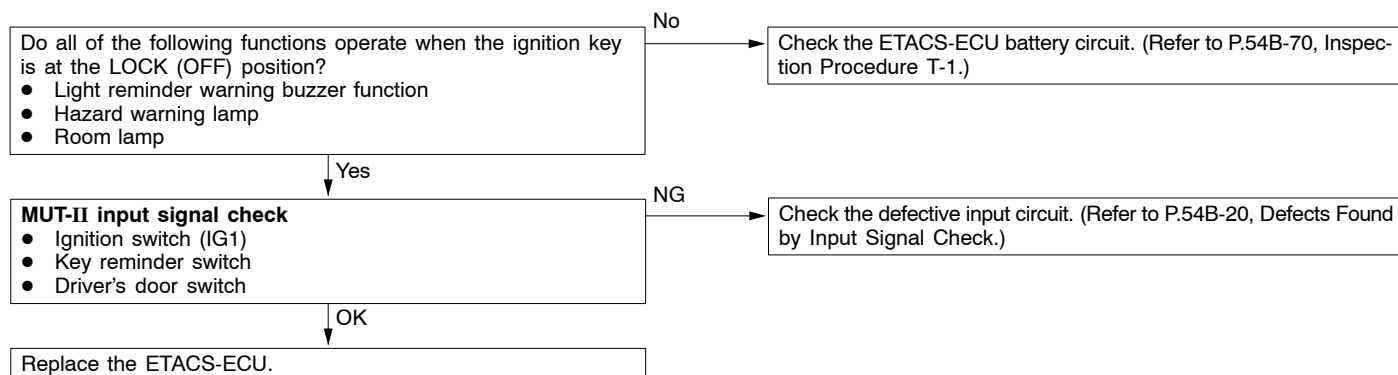 No
Do all of the following functions operate when the ignition key
is at the LOCK (OFF) position?
● Light reminder warning buzzer function
● Hazard warning lamp
● Room lamp
Check the ETACS-ECU battery circuit. (Refer to P.54B-70, Inspec-
tion Procedure T-1.)
Yes
NG
MUT-II input signal check
● Ignition switch (IG1)
● Key reminder switch
● Driver's door switch
Check the defective input circuit. (Refer to P.54B-20, Defects Found
by Input Signal Check.)
OK
Replace the ETACS-ECU.